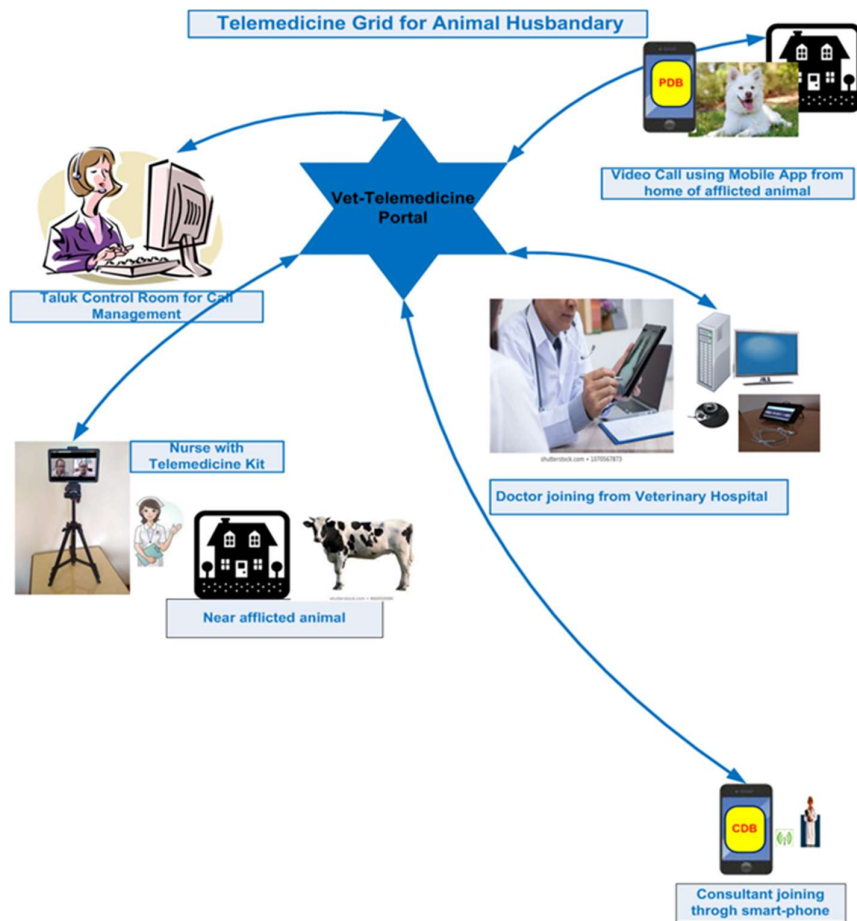 Telemedicine Grid for Animal Husbandary
PDB
Video Call using Mobile App from
home of afflicted animal
Vet-Telemedicine
Portal
Taluk Control Room for Call
Management
shutterstock.com • 1070567873
Doctor joining from Veterinary Hospital
Nurse with
Telemedicine Kit
Near afflicted animal
CDB
Consultant joining
throgh smart-phone